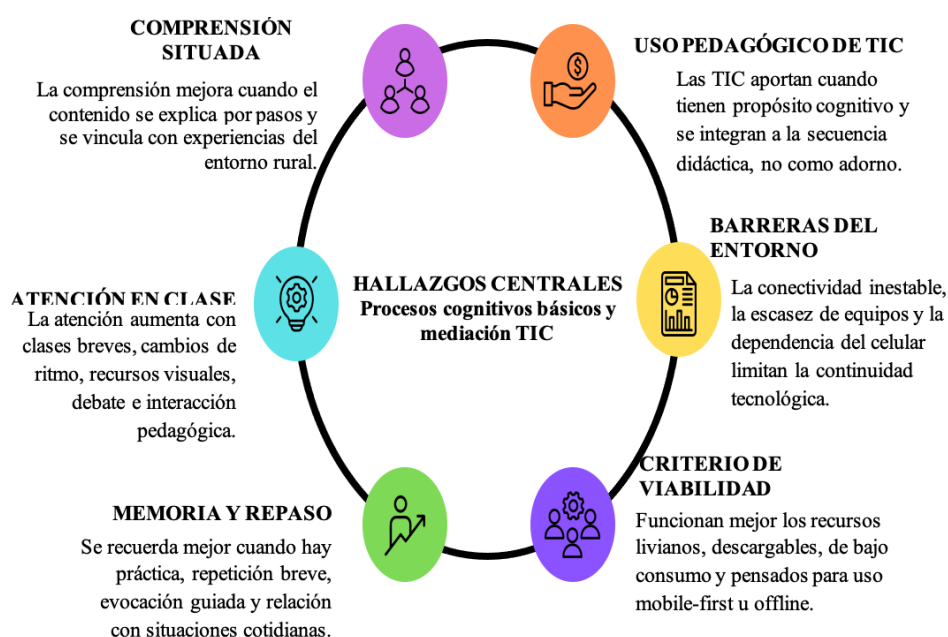 COMPRENSIÓN
SITUADA
La comprensión mejora cuando el
contenido se explica por pasos y
se vincula con experiencias del
entorno rural.
USO PEDAGÓGICO DE TIC
Las TIC aportan cuando
tienen propósito cognitivo y
se integran a la secuencia
didáctica, no como adorno.
ATENCIÓN EN CLASE
La atención aumenta con
clases breves, cambios de
ritmo, recursos visuales,
debate e interacción
pedagógica.
HALLAZGOS CENTRALES
Procesos cognitivos básicos y
mediación TIC
BARRERAS DEL
ENTORNO
La conectividad inestable,
la escasez de equipos y la
dependencia del celular
limitan la continuidad
tecnológica.
MEMORIA Y REPASO
Se recuerda mejor cuando hay
práctica, repetición breve,
evocación guiada y relación
con situaciones cotidianas.
CRITERIO DE
VIABILIDAD
Funcionan mejor los recursos
livianos, descargables, de bajo
consumo y pensados para uso
mobile-first u offline.